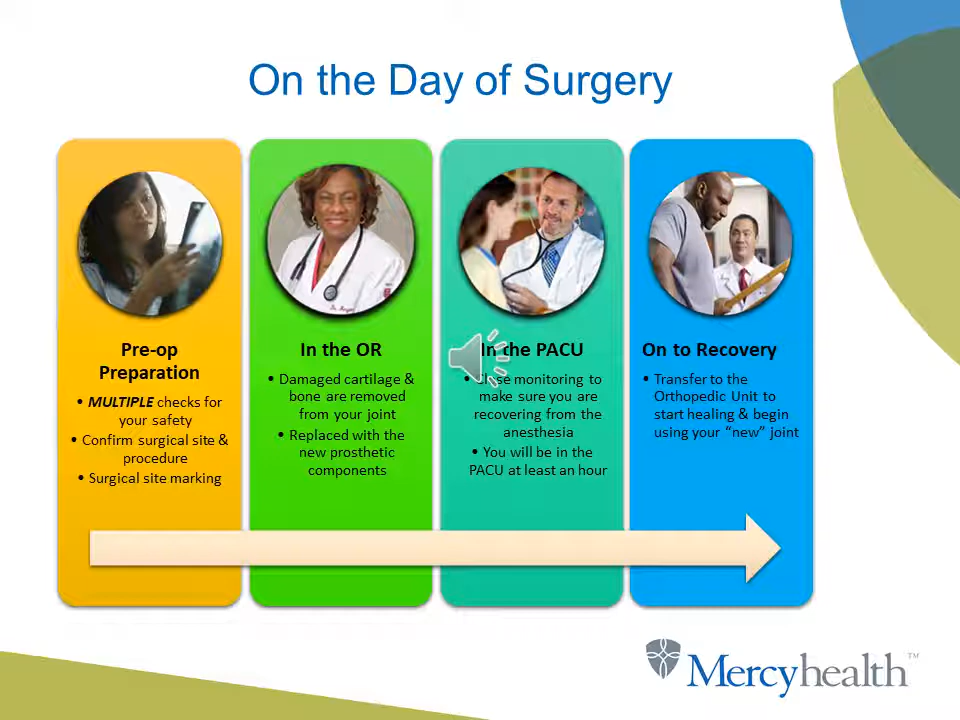 On the Day of Surgery
Pre-op
Preparation
• MULTIPLE checks for
your safety
• Confirm surgical site &
procedure
• Surgical site marking
In the OR
• Damaged cartilage &
bone are removed
from your joint
• Replaced with the
new prosthetic
components
In the PACU
• Close monitoring to
make sure you are
recovering from the
anesthesia
• You will be in the
PACU at least an hour
On to Recovery
• Transfer to the
Orthopedic Unit to
start healing & begin
using your “new” joint
Mercyhealth™